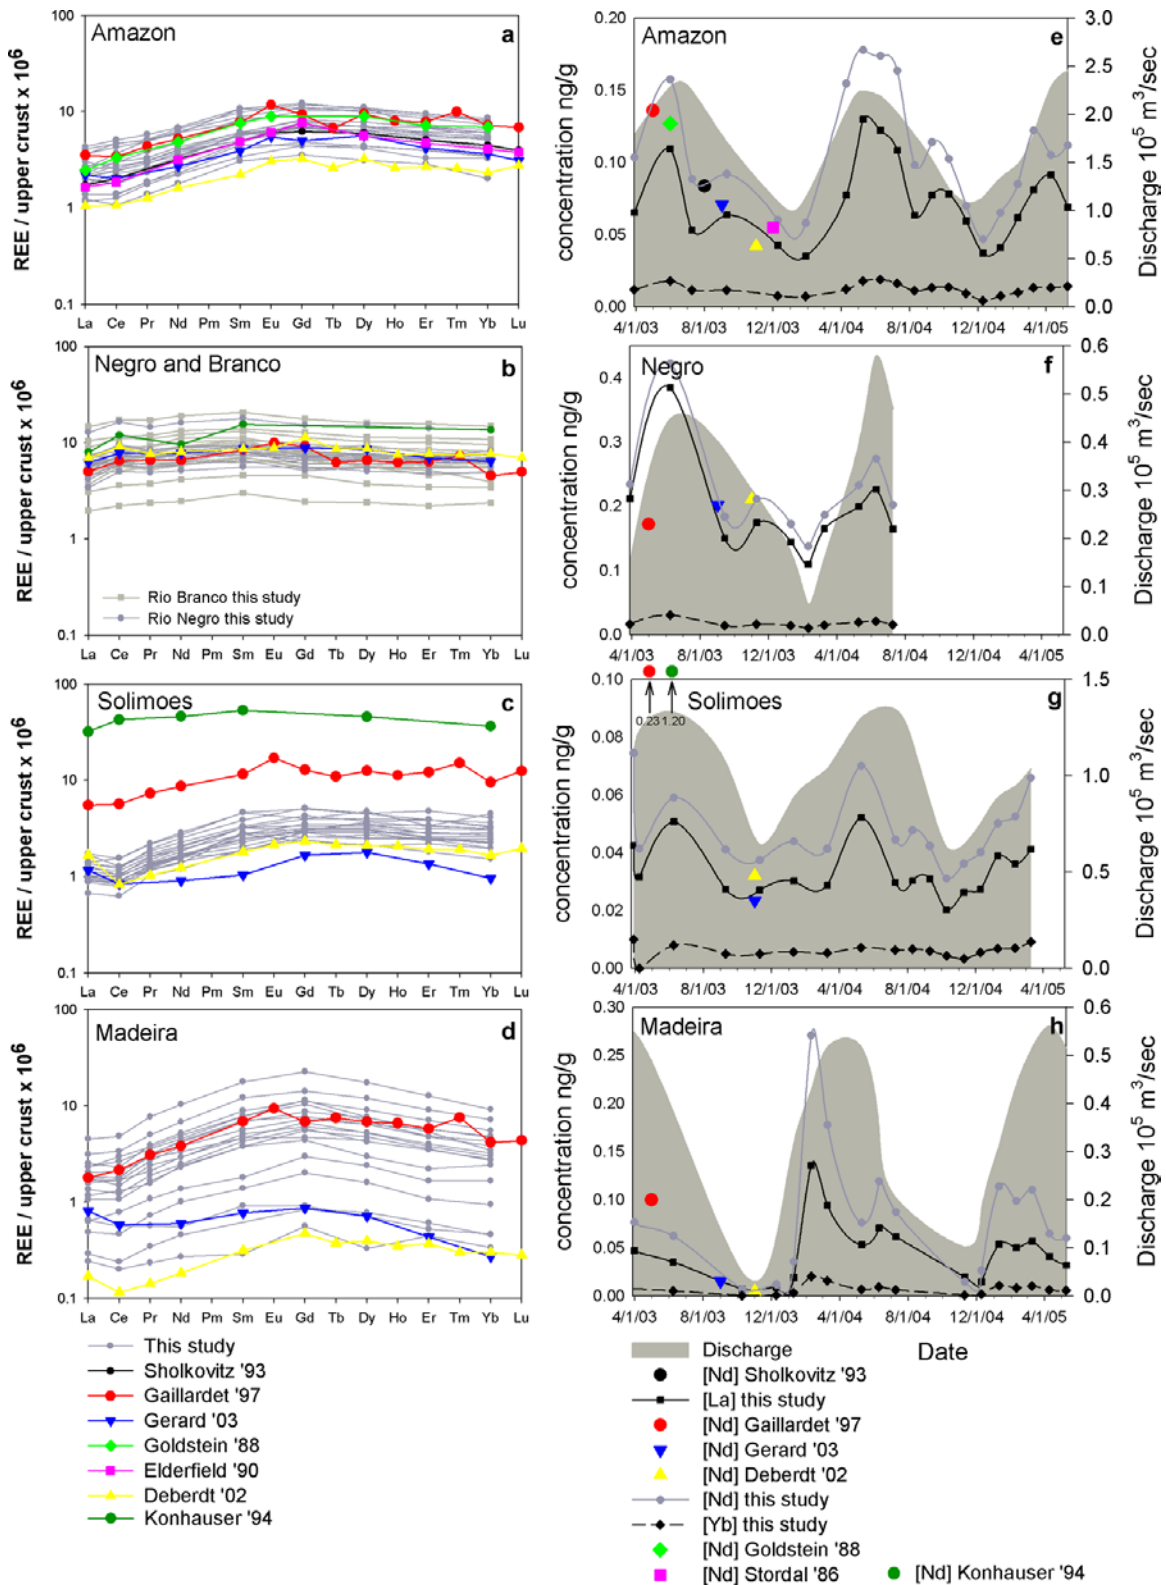 Amazon
a
REE / upper crust x 10⁶
100
10
1
0.1
La Ce Pr Nd Pm Sm Eu Gd Tb Dy Ho Er Tm Yb Lu
Amazon
e
concentration ng/g
0.20
0.15
0.10
0.05
0.00
3.0
2.5
2.0
1.5
1.0
0.5
0.0
Discharge 10⁵ m³/sec
4/1/03 8/1/03 12/1/03 4/1/04 8/1/04 12/1/04 4/1/05
Negro and Branco
b
REE / upper crust x 10⁶
100
10
1
0.1
Rio Branco this study
Rio Negro this study
La Ce Pr Nd Pm Sm Eu Gd Tb Dy Ho Er Tm Yb Lu
Negro
f
concentration ng/g
0.4
0.3
0.2
0.1
0.0
0.6
0.5
0.4
0.3
0.2
0.1
0.0
Discharge 10⁵ m³/sec
4/1/03 8/1/03 12/1/03 4/1/04 8/1/04 12/1/04 4/1/05
Solimoes
c
REE / upper crust x 10⁶
100
10
1
0.1
La Ce Pr Nd Pm Sm Eu Gd Tb Dy Ho Er Tm Yb Lu
Solimoes
g
0.23 1.20
concentration ng/g
0.10
0.08
0.06
0.04
0.02
0.00
1.5
1.0
0.5
0.0
Discharge 10⁵ m³/sec
4/1/03 8/1/03 12/1/03 4/1/04 8/1/04 12/1/04 4/1/05
Madeira
d
REE / upper crust x 10⁶
100
10
1
0.1
La Ce Pr Nd Pm Sm Eu Gd Tb Dy Ho Er Tm Yb Lu
Madeira
h
concentration ng/g
0.30
0.25
0.20
0.15
0.10
0.05
0.00
0.6
0.5
0.4
0.3
0.2
0.1
0.0
Discharge 10⁵ m³/sec
4/1/03 8/1/03 12/1/03 4/1/04 8/1/04 12/1/04 4/1/05
Date
This study
Sholkovitz '93
Gaillardet '97
Gerard '03
Goldstein '88
Elderfield '90
Deberdt '02
Konhauser '94
Discharge
[Nd] Sholkovitz '93
[La] this study
[Nd] Gaillardet '97
[Nd] Gerard '03
[Nd] Deberdt '02
[Nd] this study
[Yb] this study
[Nd] Goldstein '88
[Nd] Stordal '86
[Nd] Konhauser '94